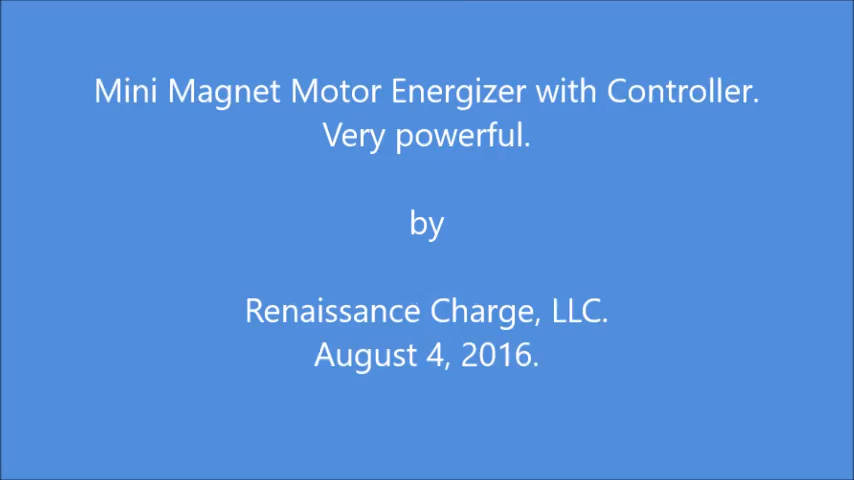 Mini Magnet Motor Energizer with Controller.
Very powerful.
by
Renaissance Charge, LLC.
August 4, 2016.